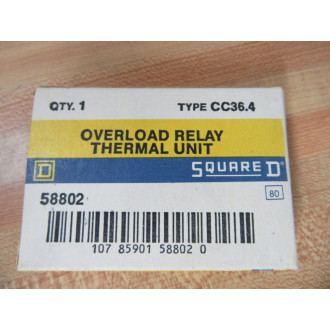 QTY. 1 TYPE CC36.4
OVERLOAD RELAY
THERMAL UNIT
D SQUARE D
58802
80
107 85901 58802 0